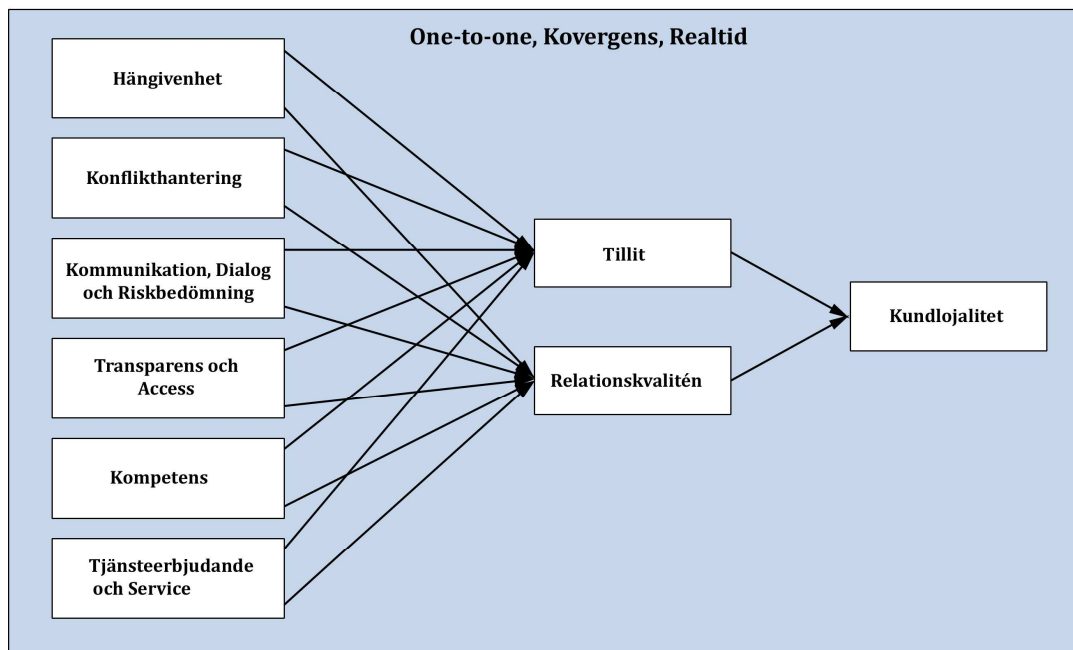 One-to-one, Kovergens, Realtid
Hängivenhet
Konflikthantering
Kommunikation, Dialog
och Riskbedömning
Transparens och
Access
Kompetens
Tjänsteerbjudande
och Service
Tillit
Relationskvalitén
Kundlojalitet